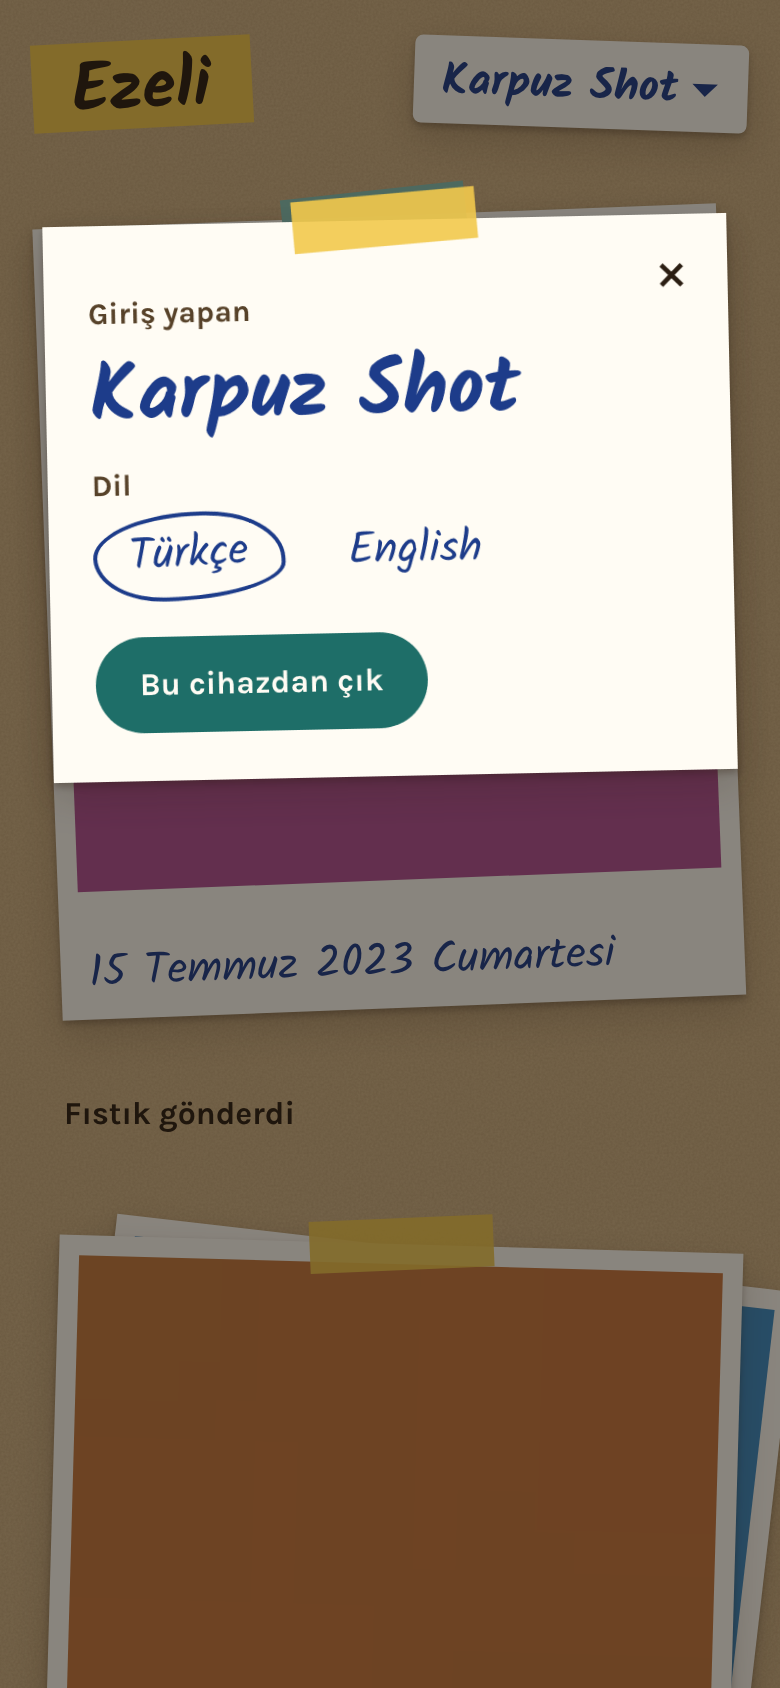 Ezeli
Karpuz Shot
Giriş yapan
Karpuz Shot
Dil
Türkçe English
Bu cihazdan çık
15 Temmuz 2023 Cumartesi
Fıstık gönderdi